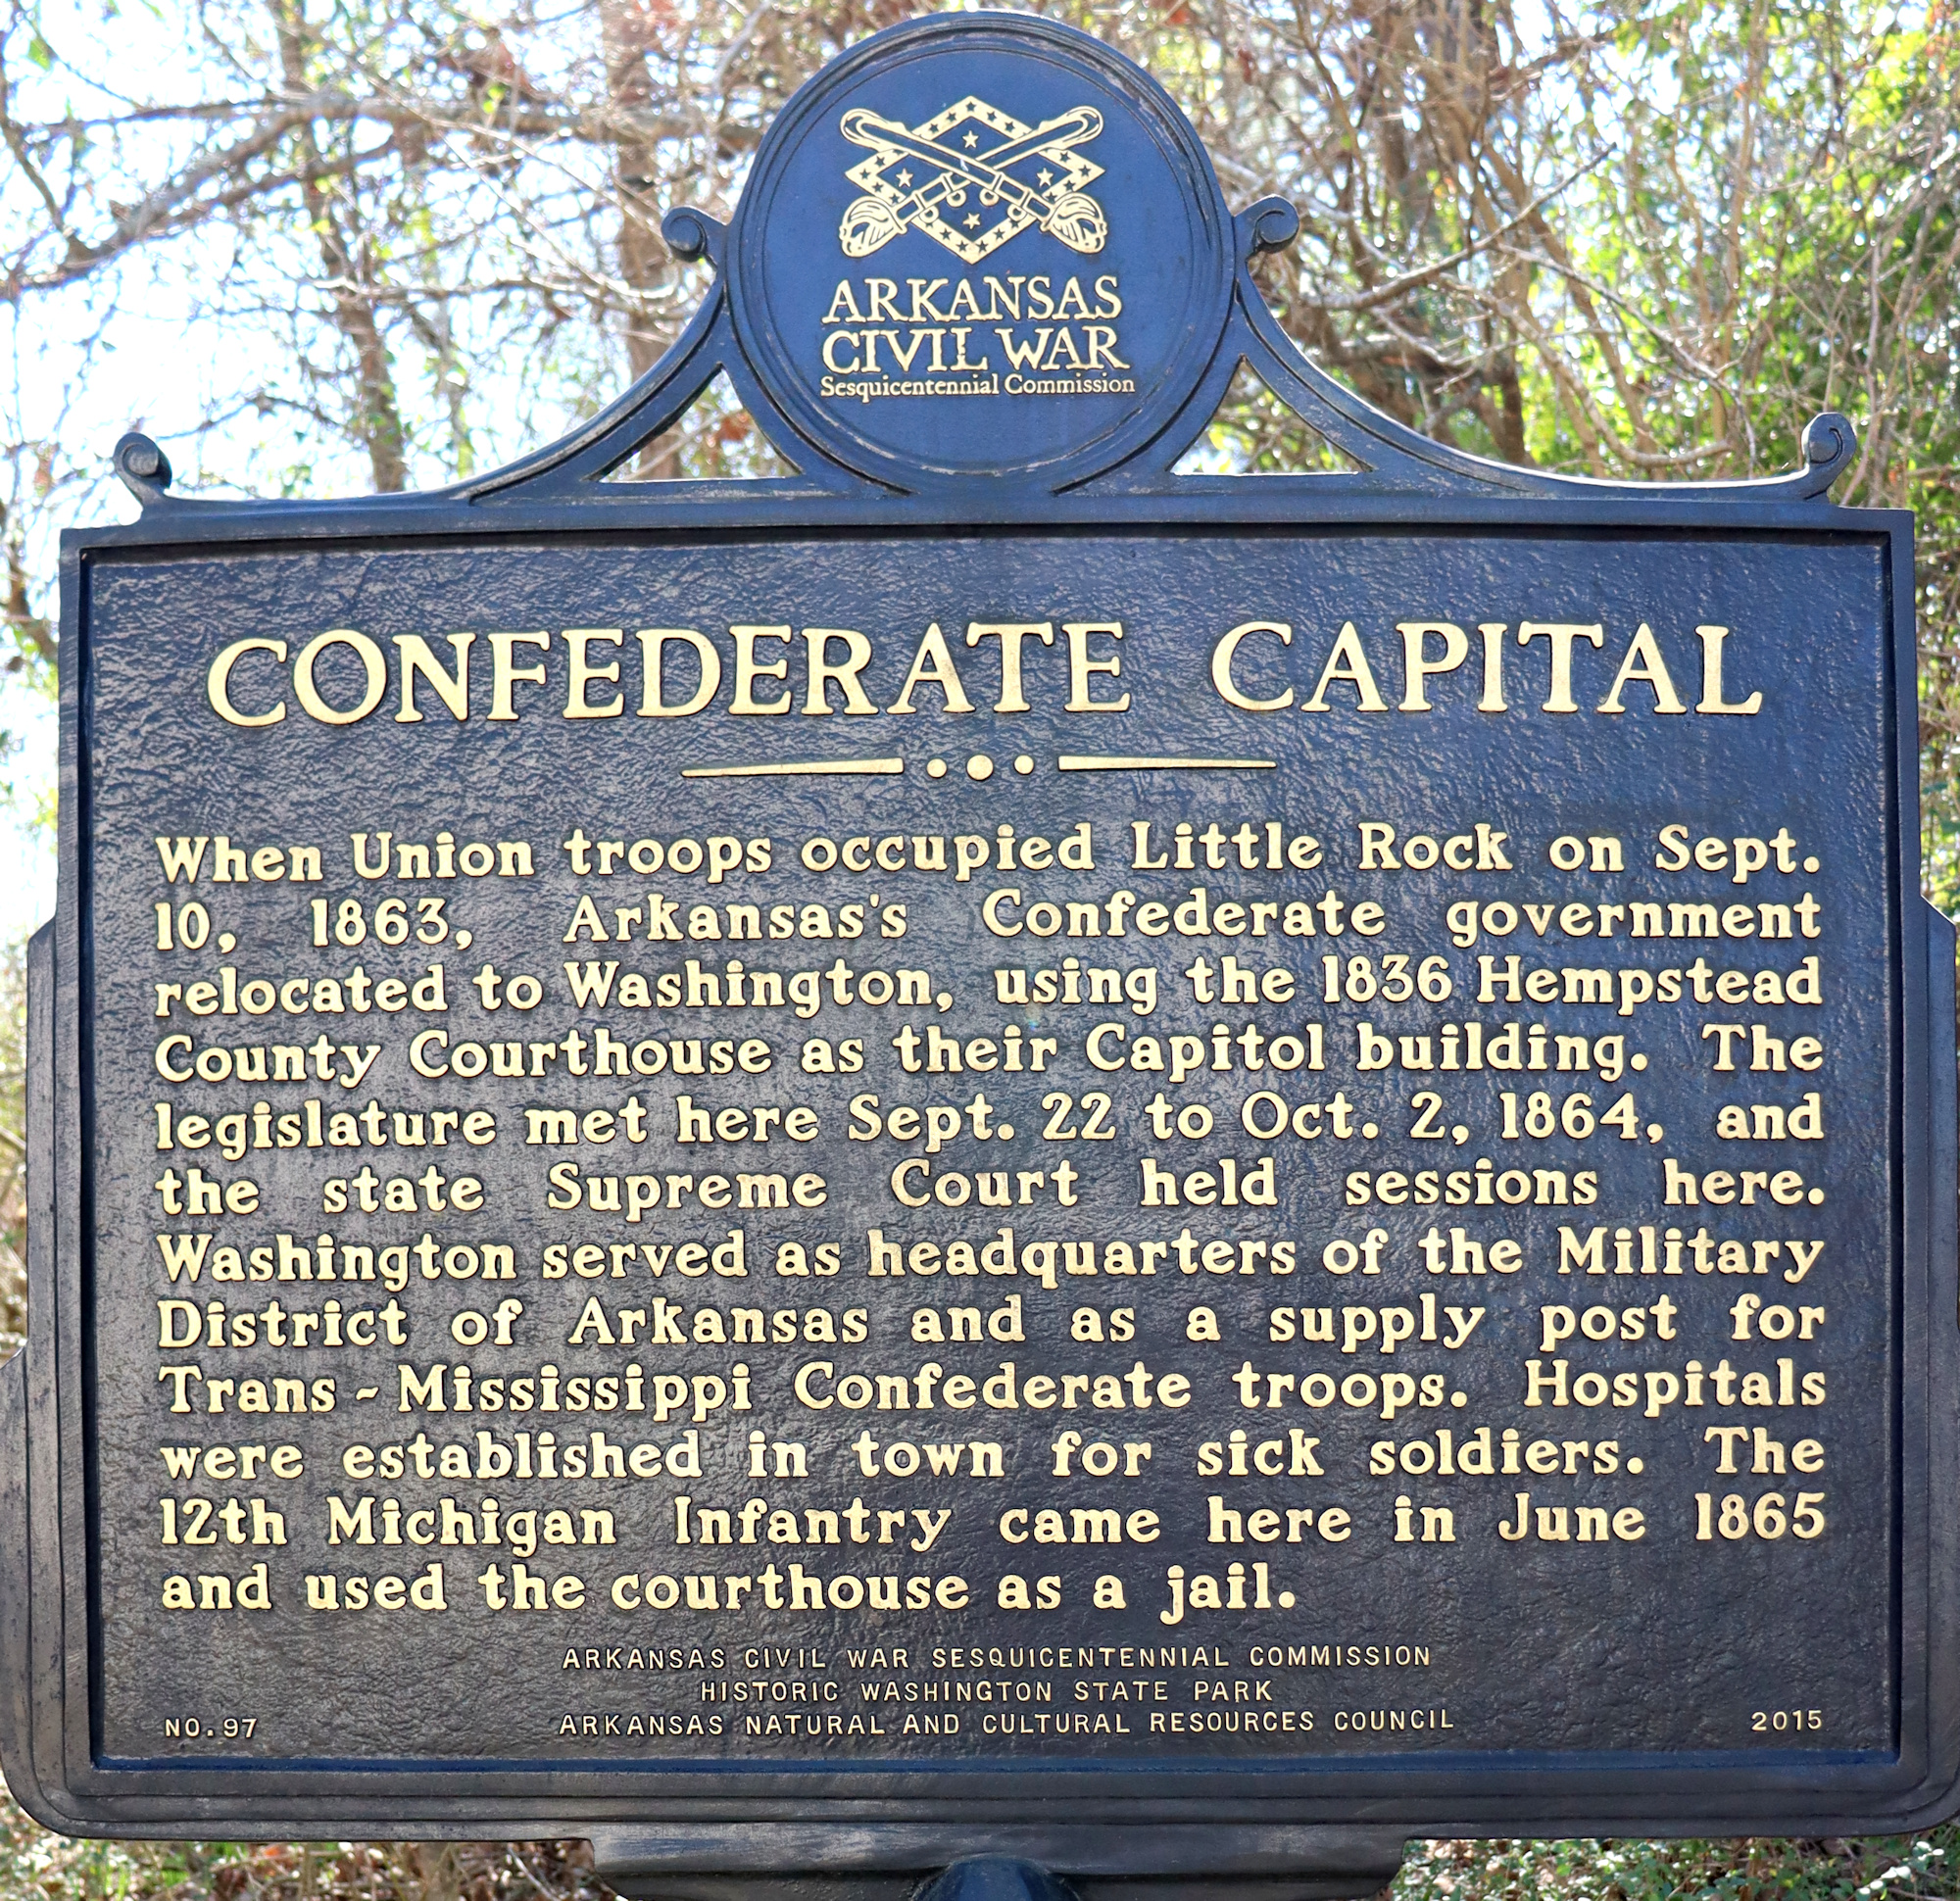 ARKANSAS
CIVIL WAR
Sesquicentennial Commission
CONFEDERATE CAPITAL
When Union troops occupied Little Rock on Sept.
10, 1863, Arkansas's Confederate government
relocated to Washington, using the 1836 Hempstead
County Courthouse as their Capitol building. The
legislature met here Sept. 22 to Oct. 2, 1864, and
the state Supreme Court held sessions here.
Washington served as headquarters of the Military
District of Arkansas and as a supply post for
Trans-Mississippi Confederate troops. Hospitals
were established in town for sick soldiers. The
12th Michigan Infantry came here in June 1865
and used the courthouse as a jail.
ARKANSAS CIVIL WAR SESQUICENTENNIAL COMMISSION
HISTORIC WASHINGTON STATE PARK
NO. 97 ARKANSAS NATURAL AND CULTURAL RESOURCES COUNCIL 2015